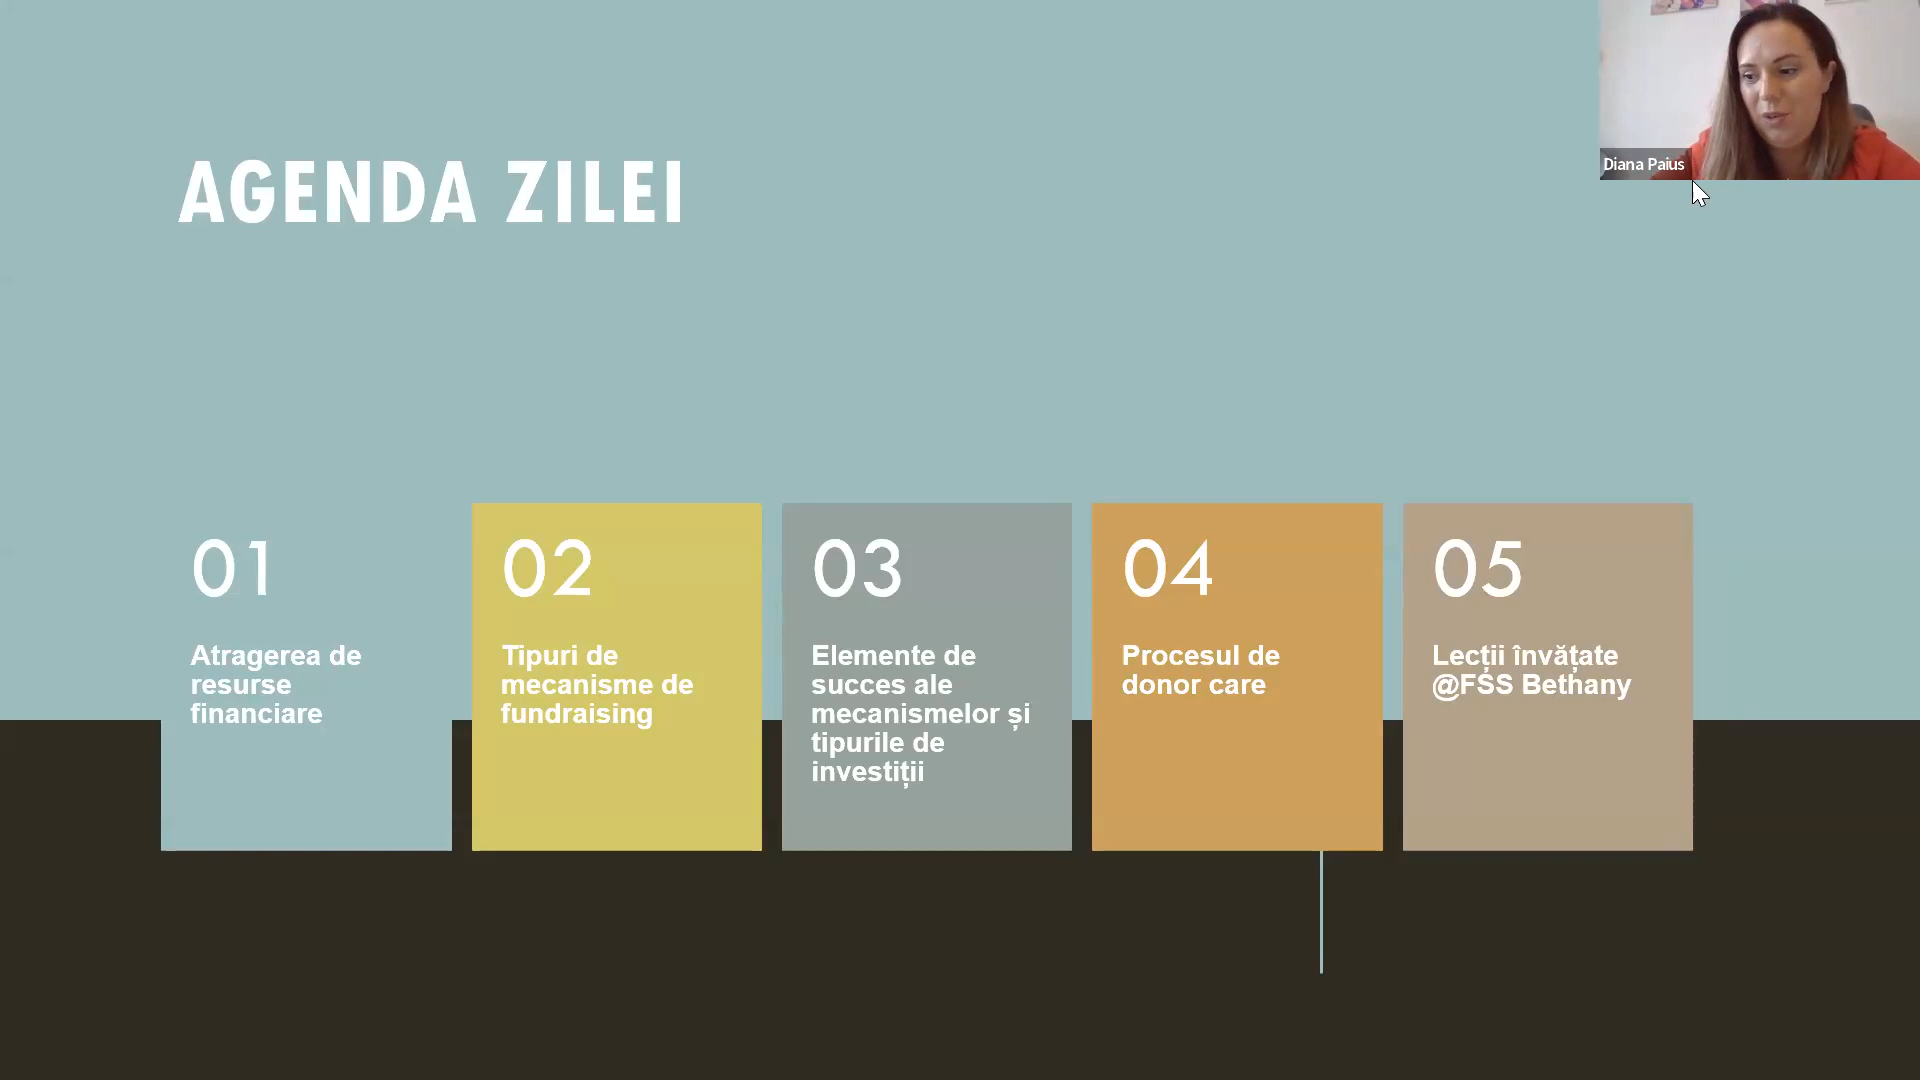 AGENDA ZILEI
Diana Paius
01
Atragerea de
resurse
financiare
02
Tipuri de
mecanisme de
fundraising
03
Elemente de
succes ale
mecanismelor și
tipurile de
investiții
04
Procesul de
donor care
05
Lecții învățate
@FSS Bethany